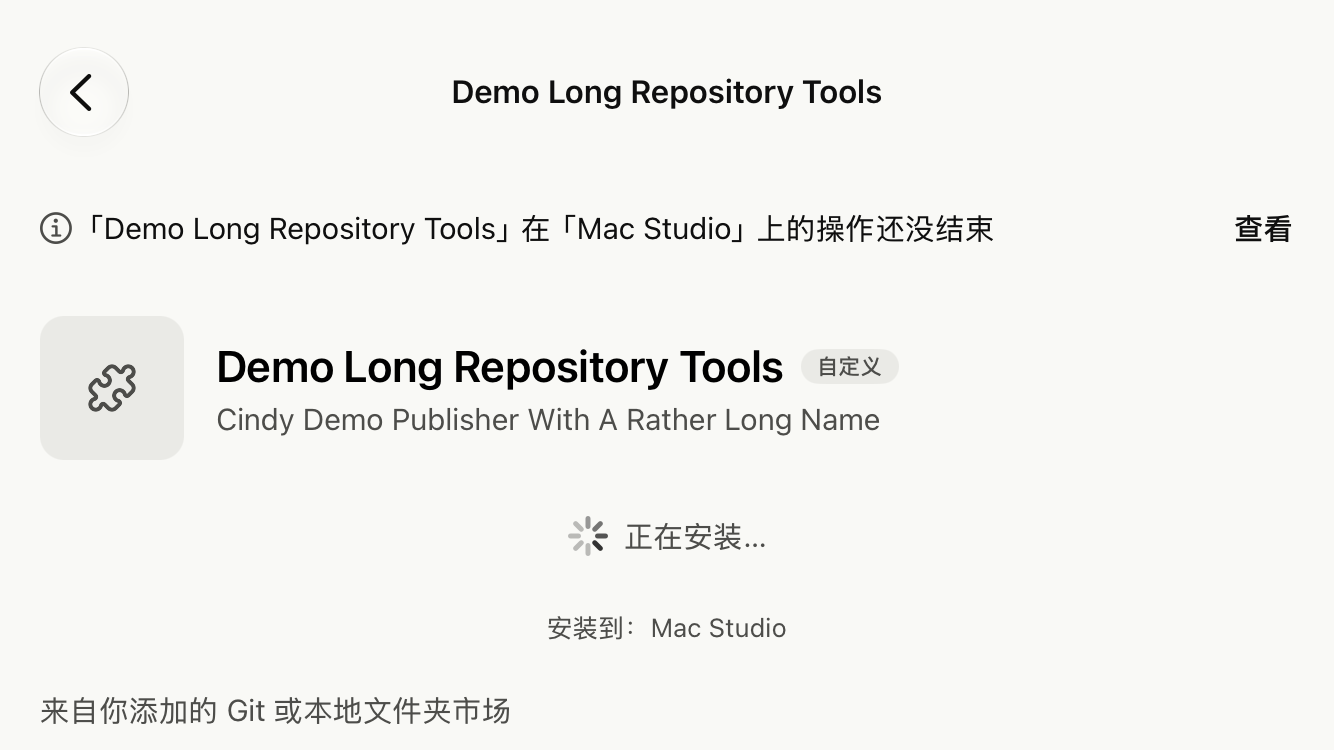 Demo Long Repository Tools
「Demo Long Repository Tools」在「Mac Studio」上的操作还没结束
查看
Demo Long Repository Tools 自定义
Cindy Demo Publisher With A Rather Long Name
正在安装...
安装到：Mac Studio
来自你添加的 Git 或本地文件夹市场